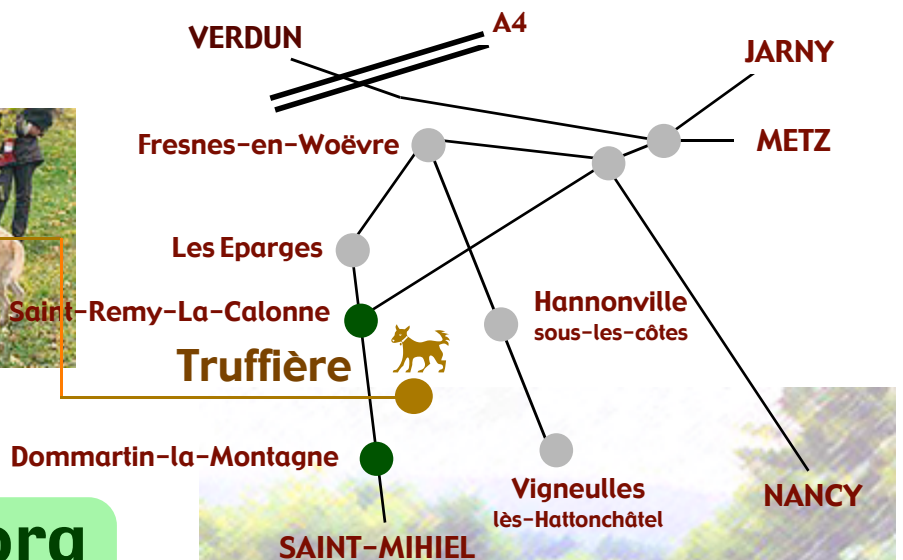 A4
VERDUN
JARNY
Fresnes-en-Woëvre
METZ
Les Eparges
Saint-Remy-La-Calonne
Hannonville
sous-les-côtes
Truffière
Dommartin-la-Montagne
Vigneulles
lès-Hattonchâtel
NANCY
org
SAINT-MIHIEL